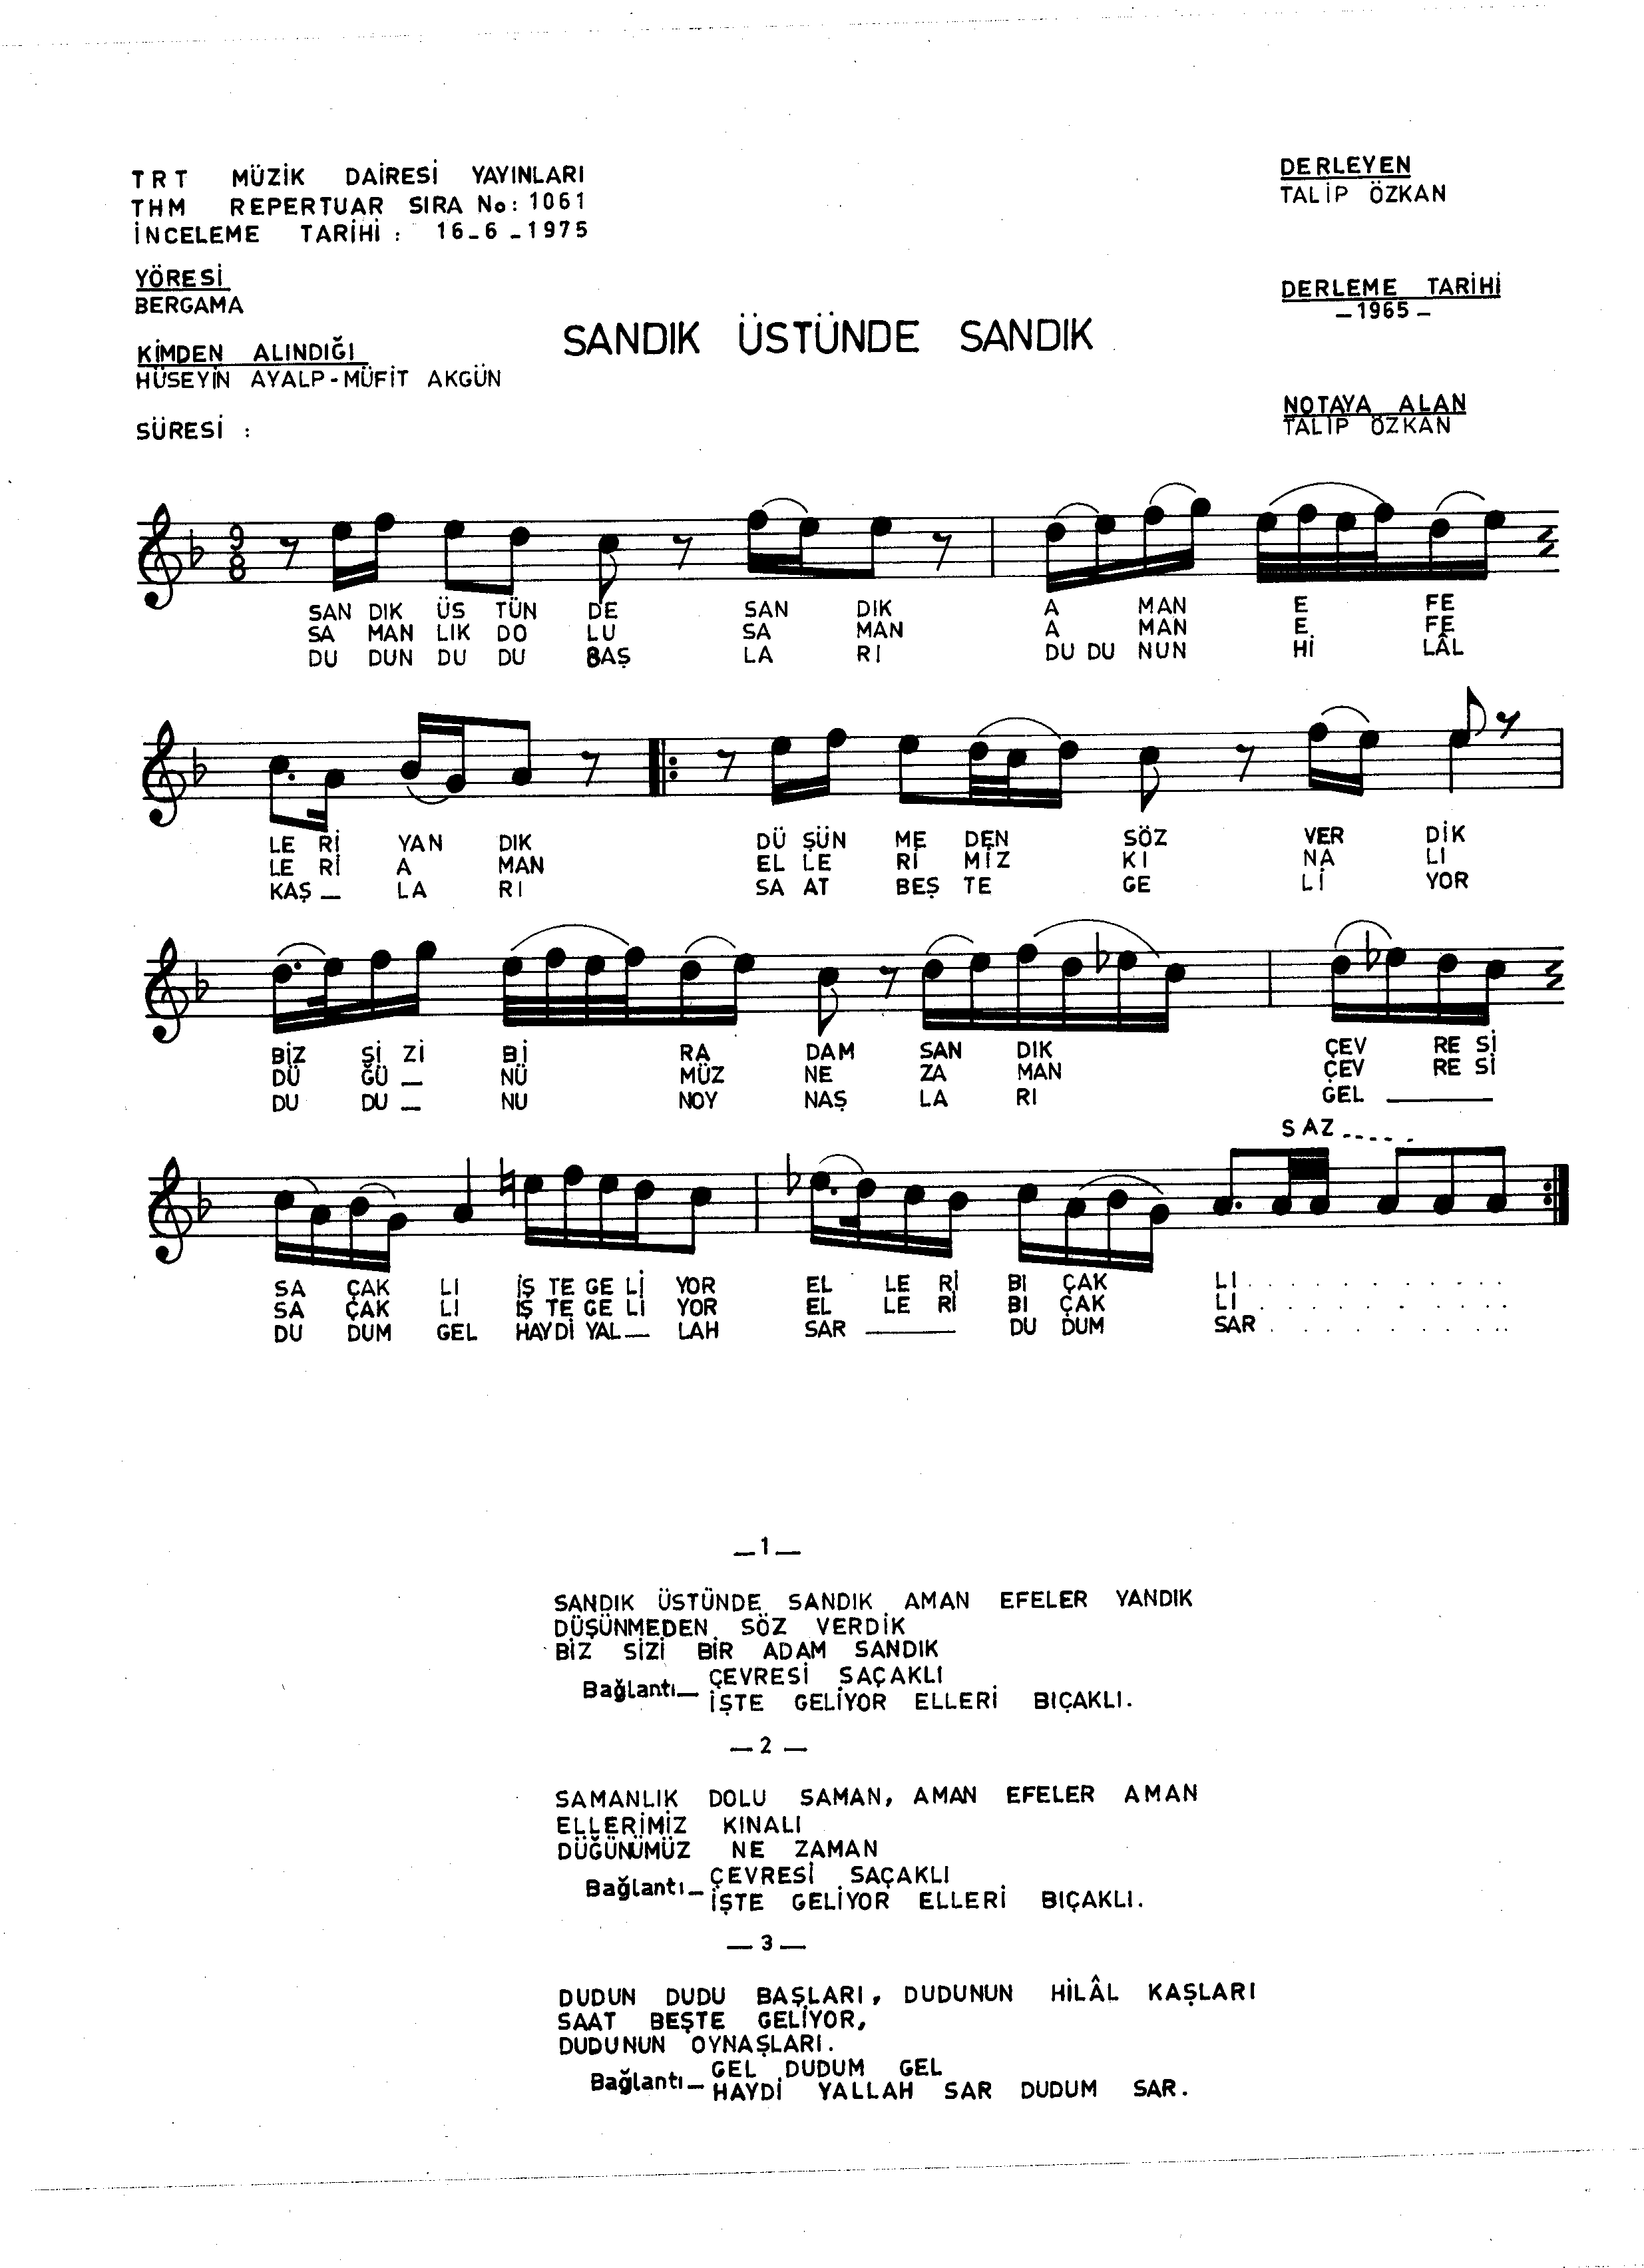 TRT MÜZİK DAİRESİ YAYINLARI
THM REPERTUAR SIRA No: 1061
İNCELEME TARİHİ : 16-6-1975
YÖRESİ
BERGAMA
KİMDEN ALINDIĞI
HÜSEYİN AYALP-MÜFİT AKGÜN
SÜRESİ :
SANDIK ÜSTÜNDE SANDIK
DERLEYEN
TALİP ÖZKAN
DERLEME TARİHİ
-1965-
NOTAYA ALAN
TALİP ÖZKAN
9
8
SAN DIK ÜS TÜN DE SAN DIK A MAN E FE
SA MAN LIK DO LU SA MAN A MAN E FE
DU DUN DU DU BAŞ LA RI DU DU NUN Hİ LÂL
LE Rİ YAN DIK DÜ ŞÜN ME DEN SÖZ VER DİK
LE Rİ A MAN EL LE Rİ MİZ KI NA LI
KAŞ — LA RI SA AT BEŞ TE GE Lİ YOR
BİZ Sİ Zİ Bİ RA DAM SAN DIK ÇEV RE Sİ
DÜ ĞÜ — NÜ MÜZ NE ZA MAN ÇEV RE Sİ
DU DU — NU NOY NAŞ LA RI GEL ———
SAZ.....
SA ÇAK LI İŞ TE GE Lİ YOR EL LE Rİ BI ÇAK LI . . . . . . . . . . . .
SA ÇAK LI İŞ TE GE Lİ YOR EL LE Rİ BI ÇAK LI . . . . . . . . . . .
DU DUM GEL HAY Dİ YAL — LAH SAR ——— DU DUM SAR . . . . . . . . . . . .
—1—
SANDIK ÜSTÜNDE SANDIK AMAN EFELER YANDIK
DÜŞÜNMEDEN SÖZ VERDİK
BİZ SİZİ BİR ADAM SANDIK
Bağlantı— ÇEVRESİ SAÇAKLI
İŞTE GELİYOR ELLERİ BIÇAKLI.
—2—
SAMANLIK DOLU SAMAN, AMAN EFELER AMAN
ELLERİMİZ KINALI
DÜĞÜNÜMÜZ NE ZAMAN
Bağlantı— ÇEVRESİ SAÇAKLI
İŞTE GELİYOR ELLERİ BIÇAKLI.
—3—
DUDUN DUDU BAŞLARI, DUDUNUN HİLÂL KAŞLARI
SAAT BEŞTE GELİYOR,
DUDUNUN OYNAŞLARI.
Bağlantı— GEL DUDUM GEL
HAYDİ YALLAH SAR DUDUM SAR.